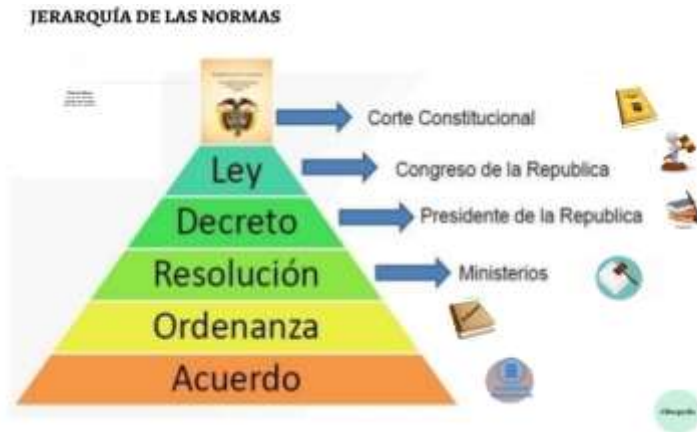 JERARQUÍA DE LAS NORMAS
Corte Constitucional
Ley
Congreso de la Republica
Decreto
Presidente de la Republica
Resolución
Ministerios
Ordenanza
Acuerdo